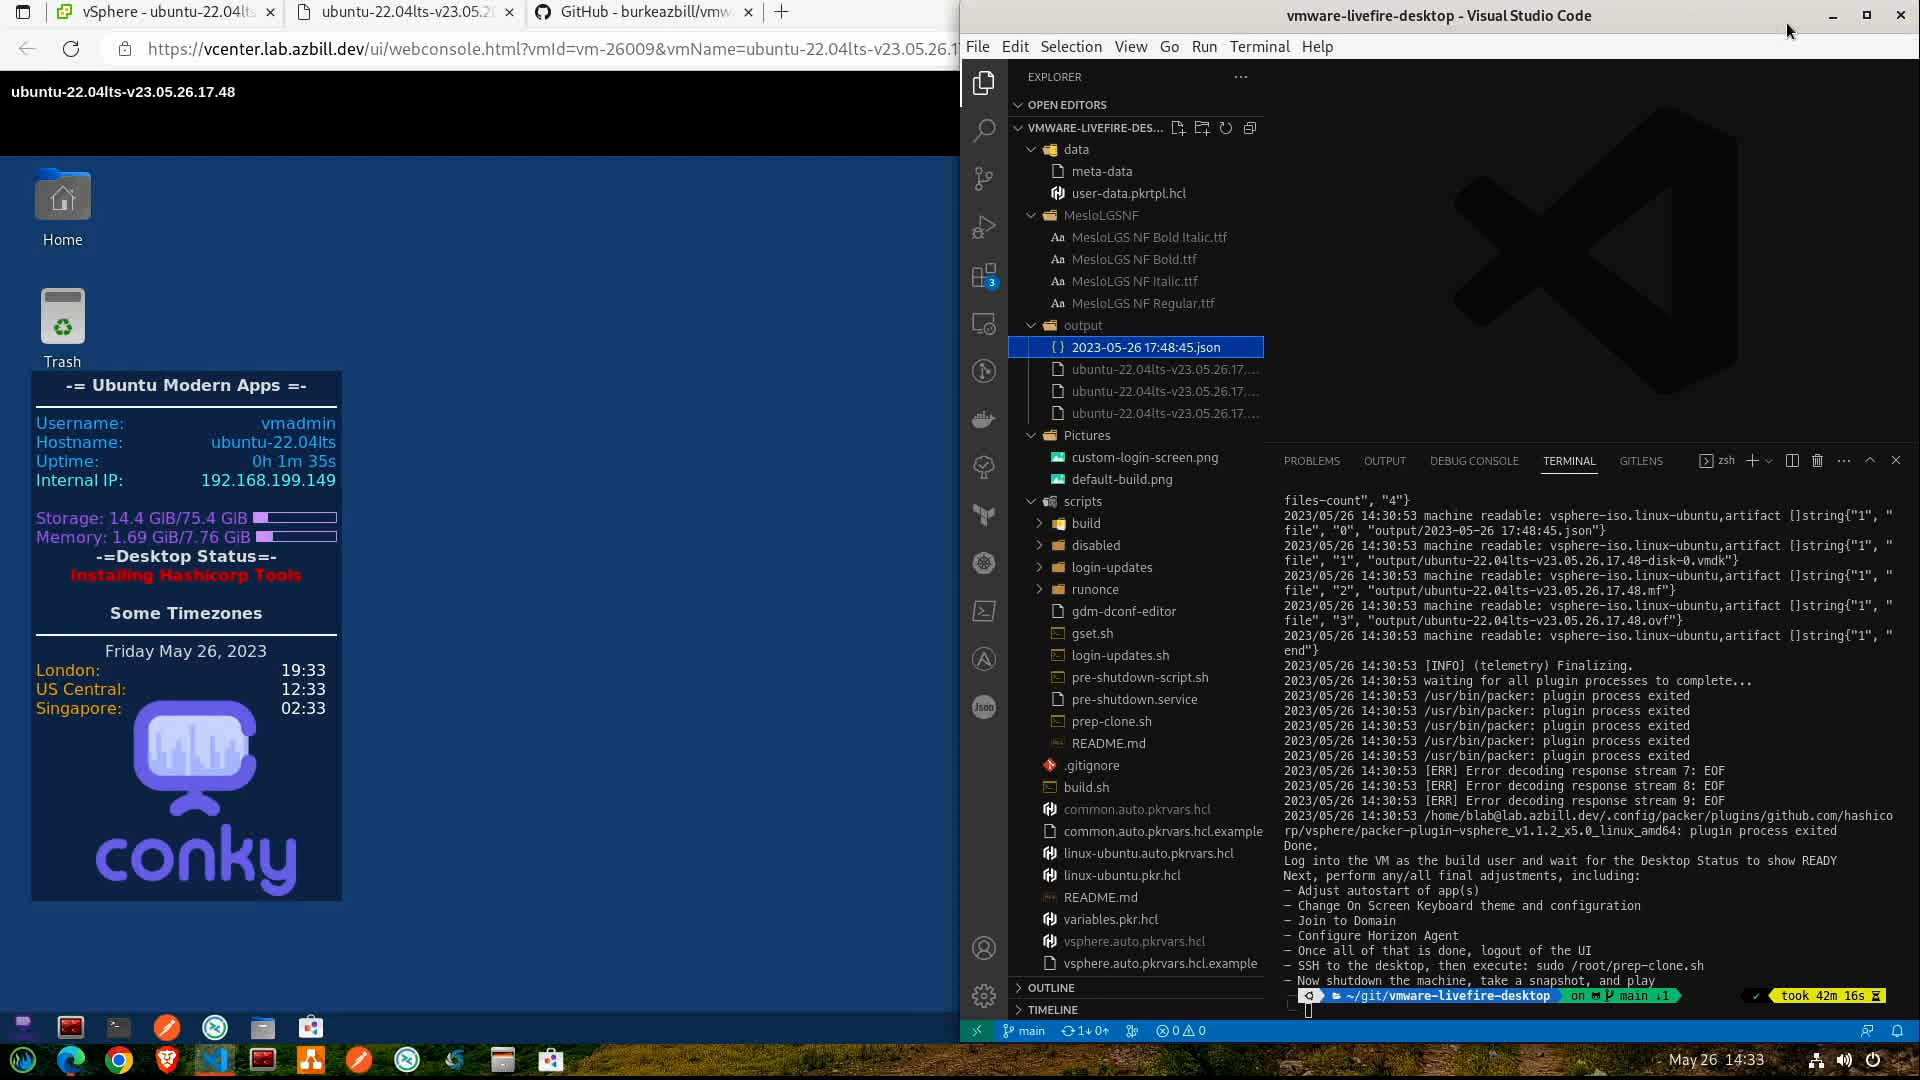 vSphere - ubuntu-22.04lts
ubuntu-22.04lts-v23.05.2
GitHub - burkeazbill/vmw
https://vcenter.lab.azbill.dev/ui/webconsole.html?vmId=vm-26009&vmName=ubuntu-22.04lts-v23.05.26.1
ubuntu-22.04lts-v23.05.26.17.48
Home
Trash
-= Ubuntu Modern Apps =-
Username: vmadmin
Hostname: ubuntu-22.04lts
Uptime: 0h 1m 35s
Internal IP: 192.168.199.149
Storage: 14.4 GiB/75.4 GiB
Memory: 1.69 GiB/7.76 GiB
-=Desktop Status=-
Installing Hashicorp Tools
Some Timezones
Friday May 26, 2023
London: 19:33
US Central: 12:33
Singapore: 02:33
conky
vmware-livefire-desktop - Visual Studio Code
File Edit Selection View Go Run Terminal Help
EXPLORER
OPEN EDITORS
VMWARE-LIVEFIRE-DES...
data
meta-data
user-data.pkrtpl.hcl
MesloLGSNF
Aa MesloLGS NF Bold Italic.ttf
Aa MesloLGS NF Bold.ttf
Aa MesloLGS NF Italic.ttf
Aa MesloLGS NF Regular.ttf
output
{} 2023-05-26 17:48:45.json
ubuntu-22.04lts-v23.05.26.17....
ubuntu-22.04lts-v23.05.26.17....
ubuntu-22.04lts-v23.05.26.17....
Pictures
custom-login-screen.png
default-build.png
scripts
build
disabled
login-updates
runonce
gdm-dconf-editor
gset.sh
login-updates.sh
pre-shutdown-script.sh
pre-shutdown.service
prep-clone.sh
README.md
.gitignore
build.sh
common.auto.pkrvars.hcl
common.auto.pkrvars.hcl.example
linux-ubuntu.auto.pkrvars.hcl
linux-ubuntu.pkr.hcl
README.md
variables.pkr.hcl
vsphere.auto.pkrvars.hcl
vsphere.auto.pkrvars.hcl.example
OUTLINE
TIMELINE
3
Json
PROBLEMS OUTPUT DEBUG CONSOLE TERMINAL GITLENS zsh
files-count", "4"}
2023/05/26 14:30:53 machine readable: vsphere-iso.linux-ubuntu,artifact []string{"1", "
file", "0", "output/2023-05-26 17:48:45.json"}
2023/05/26 14:30:53 machine readable: vsphere-iso.linux-ubuntu,artifact []string{"1", "
file", "1", "output/ubuntu-22.04lts-v23.05.26.17.48-disk-0.vmdk"}
2023/05/26 14:30:53 machine readable: vsphere-iso.linux-ubuntu,artifact []string{"1", "
file", "2", "output/ubuntu-22.04lts-v23.05.26.17.48.mf"}
2023/05/26 14:30:53 machine readable: vsphere-iso.linux-ubuntu,artifact []string{"1", "
file", "3", "output/ubuntu-22.04lts-v23.05.26.17.48.ovf"}
2023/05/26 14:30:53 machine readable: vsphere-iso.linux-ubuntu,artifact []string{"1", "
end"}
2023/05/26 14:30:53 [INFO] (telemetry) Finalizing.
2023/05/26 14:30:53 waiting for all plugin processes to complete...
2023/05/26 14:30:53 /usr/bin/packer: plugin process exited
2023/05/26 14:30:53 /usr/bin/packer: plugin process exited
2023/05/26 14:30:53 /usr/bin/packer: plugin process exited
2023/05/26 14:30:53 /usr/bin/packer: plugin process exited
2023/05/26 14:30:53 /usr/bin/packer: plugin process exited
2023/05/26 14:30:53 [ERR] Error decoding response stream 7: EOF
2023/05/26 14:30:53 [ERR] Error decoding response stream 8: EOF
2023/05/26 14:30:53 [ERR] Error decoding response stream 9: EOF
2023/05/26 14:30:53 /home/blab@lab.azbill.dev/.config/packer/plugins/github.com/hashico
rp/vsphere/packer-plugin-vsphere_v1.1.2_x5.0_linux_amd64: plugin process exited
Done.
Log into the VM as the build user and wait for the Desktop Status to show READY
Next, perform any/all final adjustments, including:
- Adjust autostart of app(s)
- Change On Screen Keyboard theme and configuration
- Join to Domain
- Configure Horizon Agent
- Once all of that is done, logout of the UI
- SSH to the desktop, then execute: sudo /root/prep-clone.sh
- Now shutdown the machine, take a snapshot, and play
~/git/vmware-livefire-desktop on main ↓1 ✓ took 42m 16s
main 1↓ 0↑ 0 0
May 26 14:33